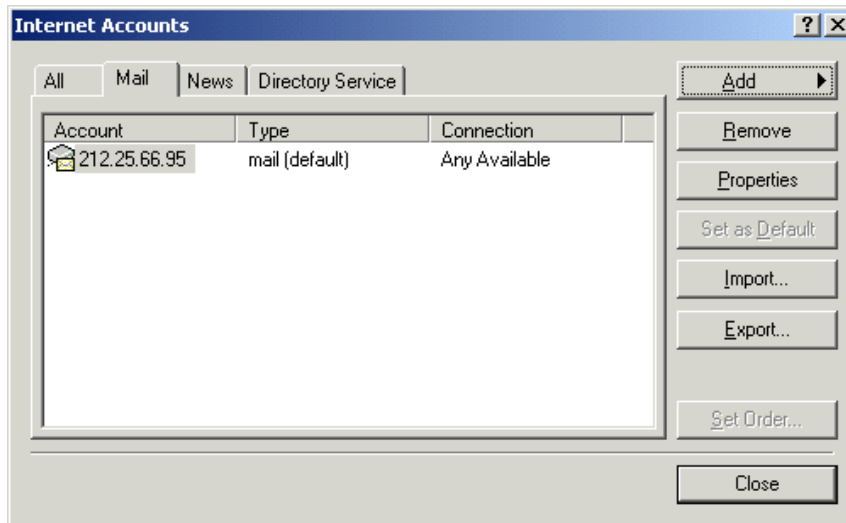 Internet Accounts
All Mail News Directory Service
Add
Account Type Connection
Remove
212.25.66.95 mail (default) Any Available
Properties
Set as Default
Import...
Export...
Set Order...
Close